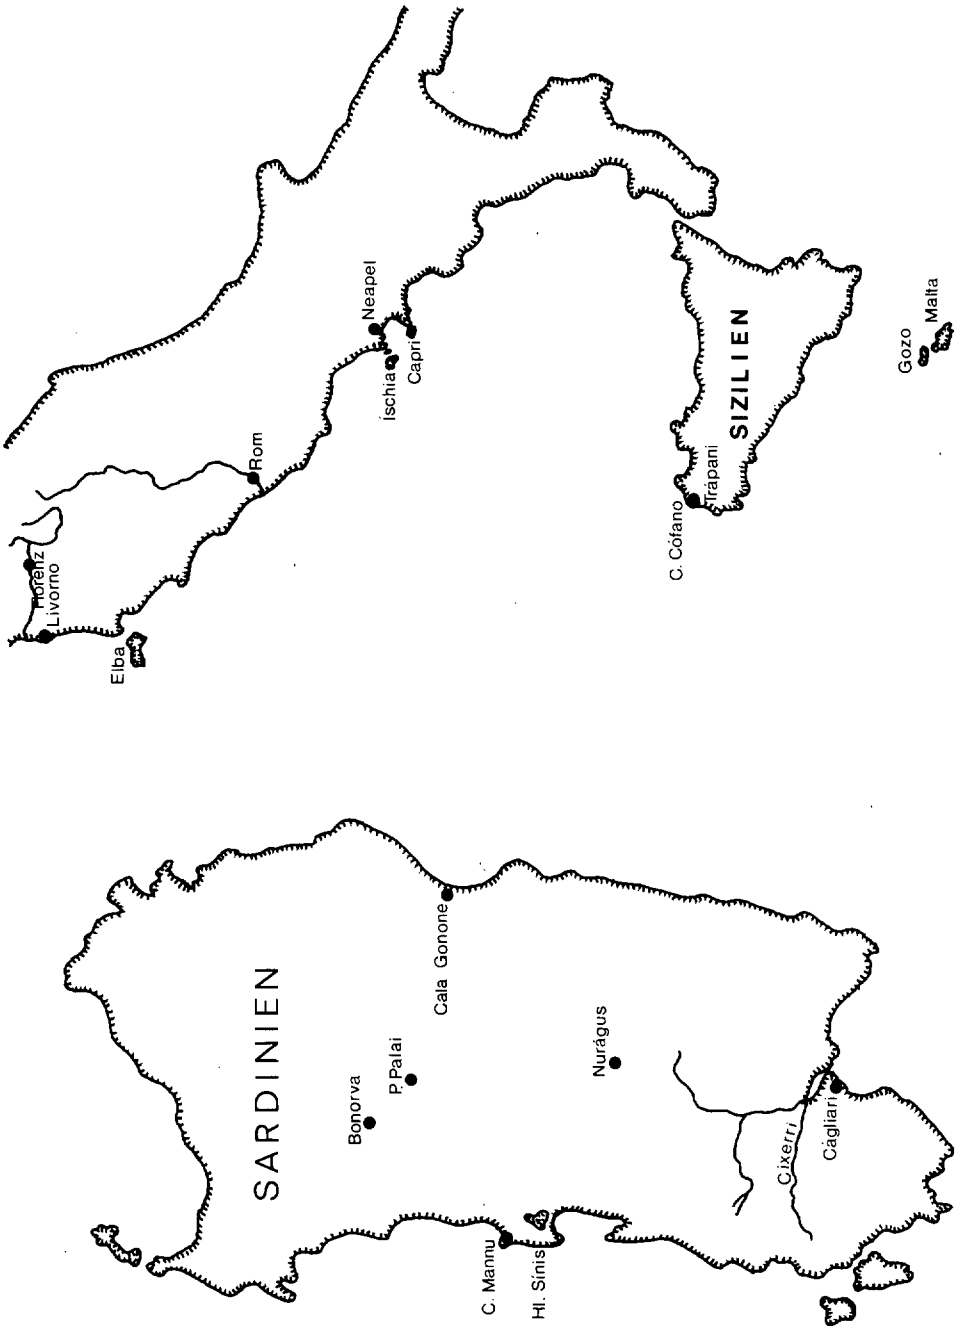 SARDINIEN
Bonorva
P. Palai
Cala Gonone
C. Mannu
Hl. Sínis
Nurágus
Cixerri
Cágliari
Florenz
Livorno
Elba
Rom
Neapel
Ischia
Capri
SIZILIEN
C. Cófano
Trápani
Gozo
Malta